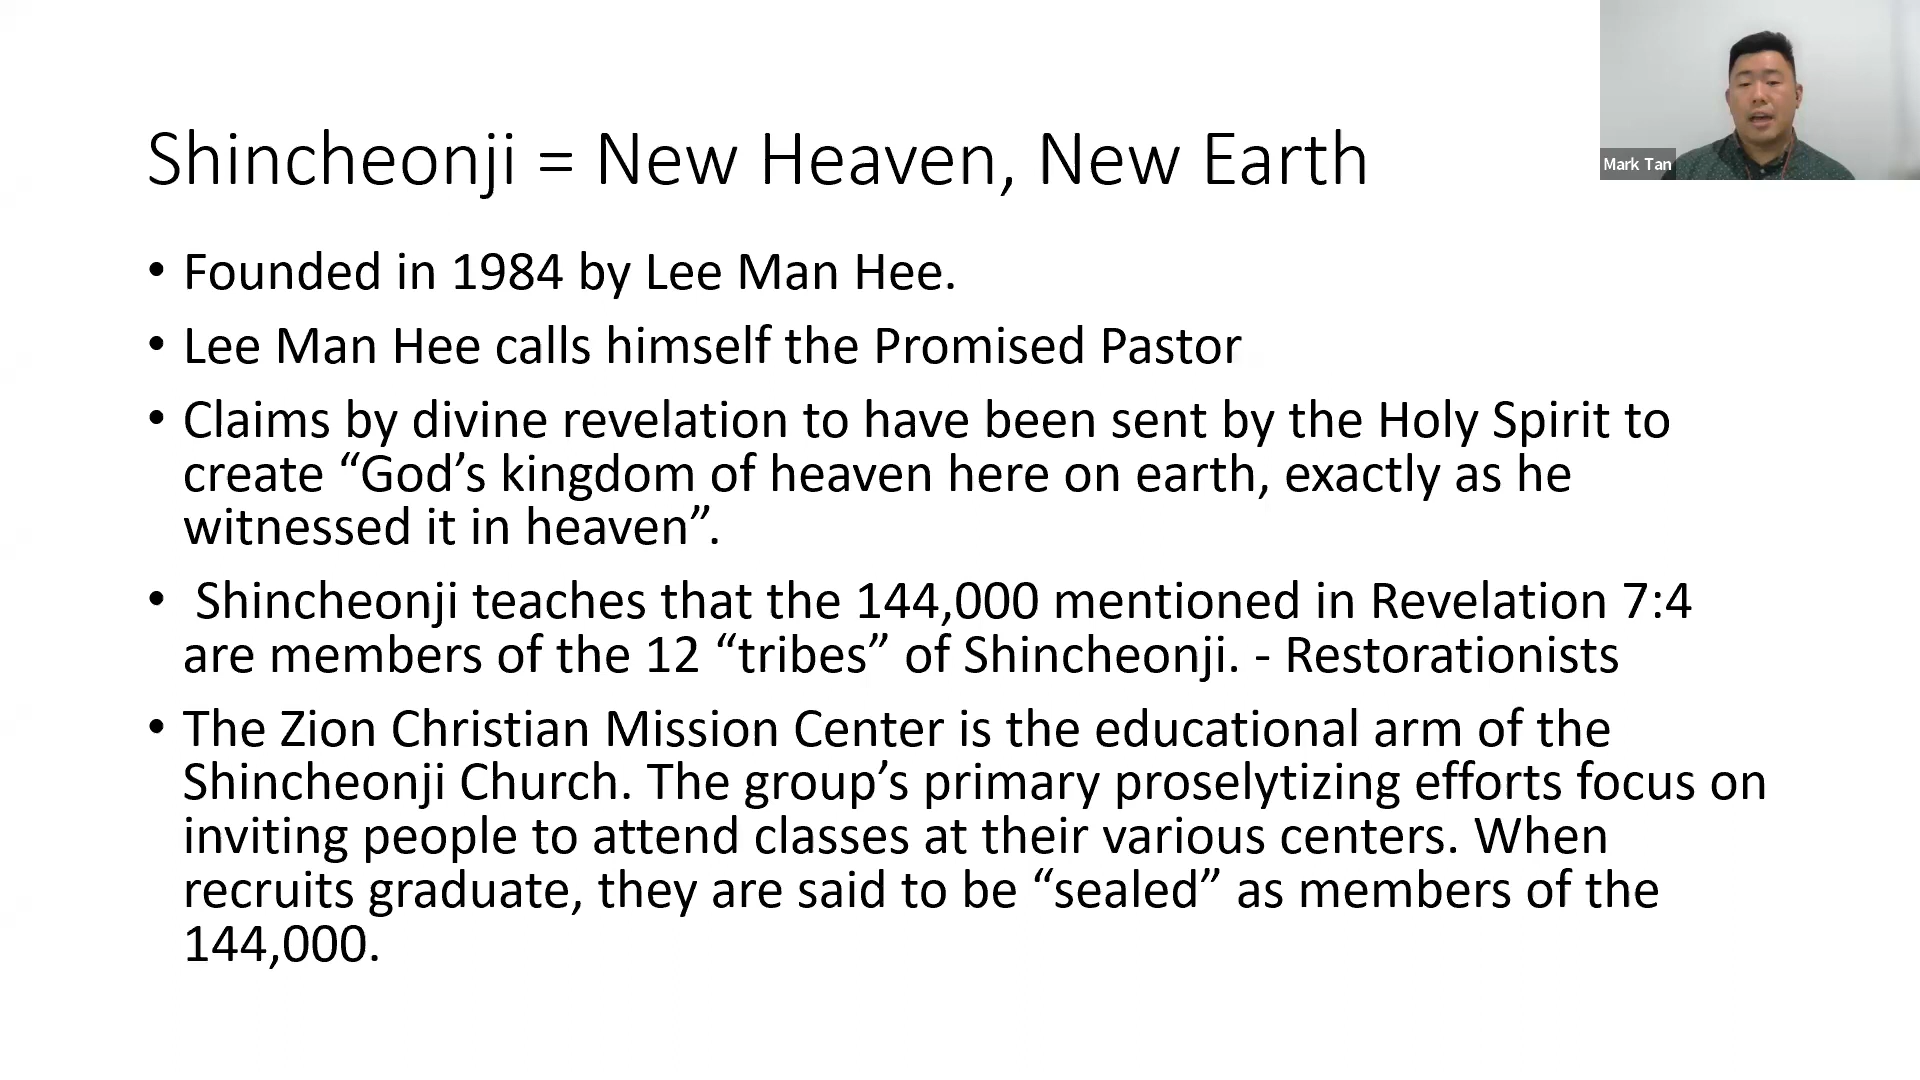 Shincheonji = New Heaven, New Earth
Mark Tan
• Founded in 1984 by Lee Man Hee.
• Lee Man Hee calls himself the Promised Pastor
• Claims by divine revelation to have been sent by the Holy Spirit to
create “God’s kingdom of heaven here on earth, exactly as he
witnessed it in heaven”.
• Shincheonji teaches that the 144,000 mentioned in Revelation 7:4
are members of the 12 “tribes” of Shincheonji. - Restorationists
• The Zion Christian Mission Center is the educational arm of the
Shincheonji Church. The group’s primary proselytizing efforts focus on
inviting people to attend classes at their various centers. When
recruits graduate, they are said to be “sealed” as members of the
144,000.